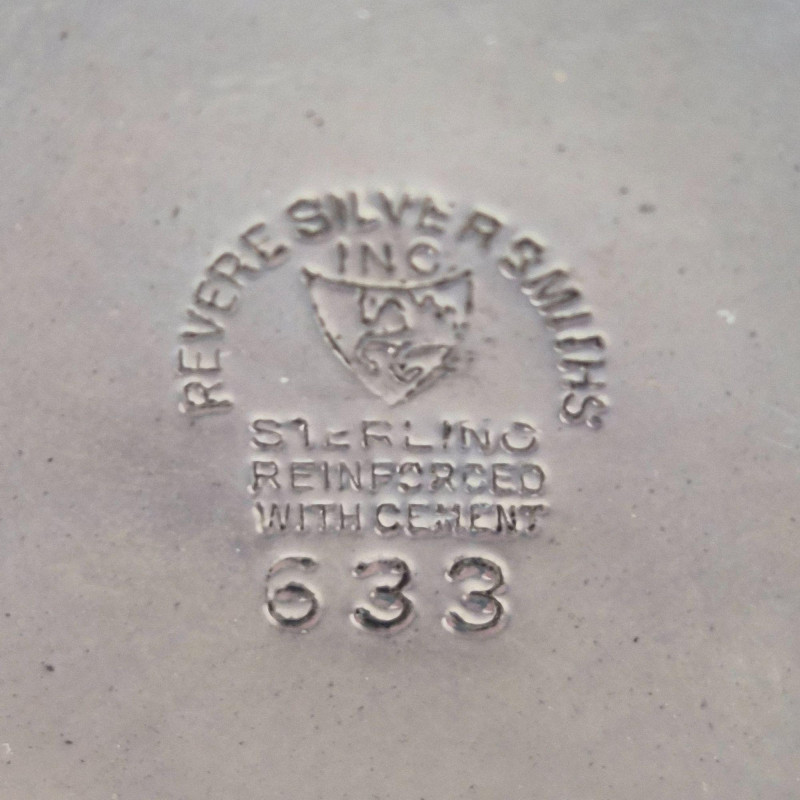 REVERE SILVERSMITHS
INC
STERLING
REINFORCED
WITH CEMENT
633